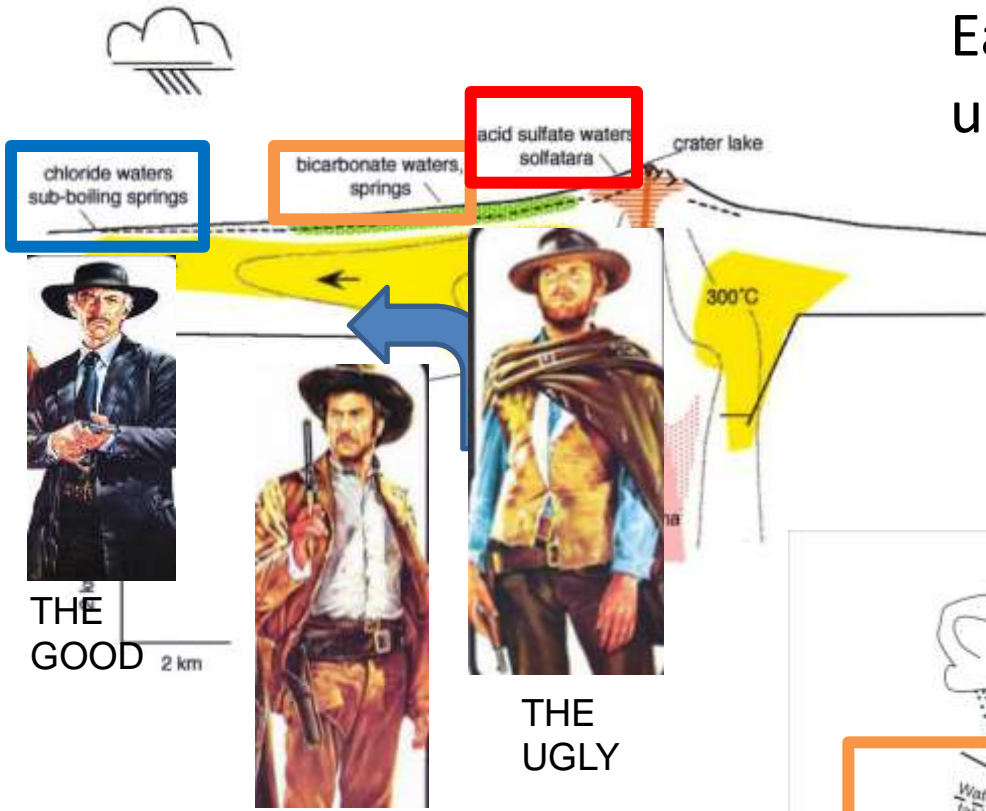 Ea
u
acid sulfate waters
solfatara
crater lake
chloride waters
sub-boiling springs
bicarbonate waters,
springs
300°C
THE
GOOD
2 km
THE
UGLY